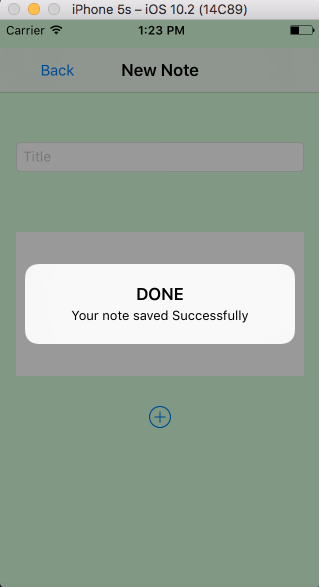 iPhone 5s – iOS 10.2 (14C89)
Carrier 1:23 PM
Back New Note
Title
DONE
Your note saved Successfully